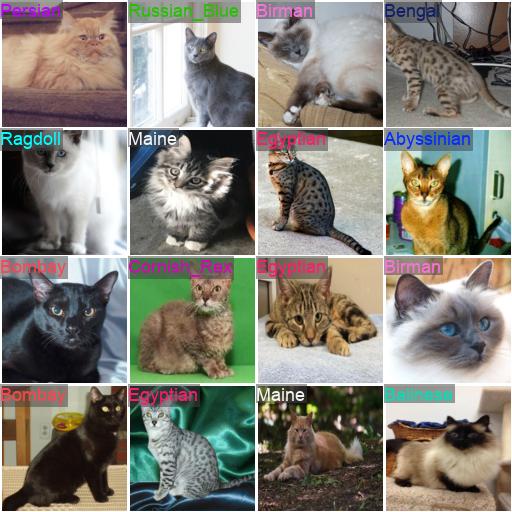 Persian
Russian_Blue
Birman
Bengal
Ragdoll
Maine
Egyptian
Abyssinian
Bombay
Cornish_Rex
Egyptian
Birman
Bombay
Egyptian
Maine
Balinese